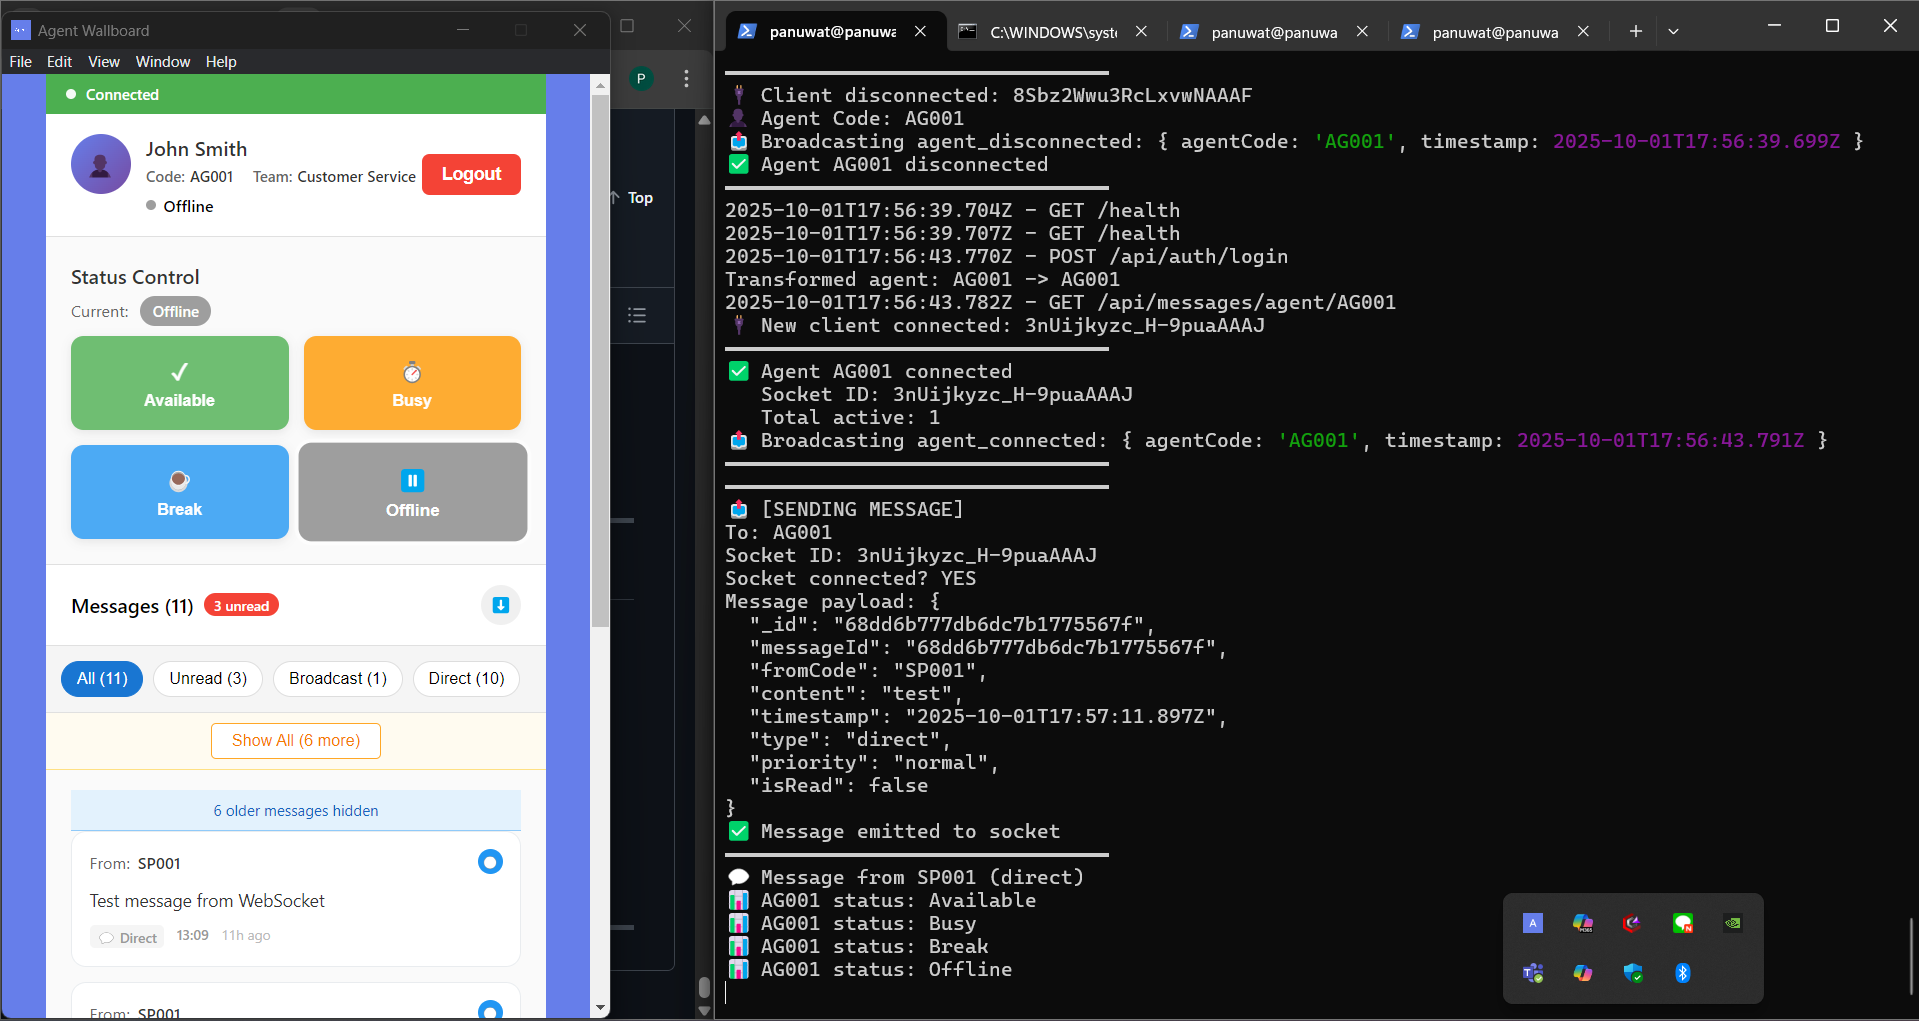 Agent Wallboard
File Edit View Window Help
Connected
John Smith
Code: AG001 Team: Customer Service
Logout
Offline
Status Control
Current: Offline
Available
Busy
Break
Offline
Messages (11) 3 unread
All (11) Unread (3) Broadcast (1) Direct (10)
Show All (6 more)
6 older messages hidden
From: SP001
Test message from WebSocket
Direct 13:09 11h ago
From: SP001
P
Top
panuwat@panuwa
C:\WINDOWS\syst
panuwat@panuwa
panuwat@panuwa
Client disconnected: 8Sbz2Wwu3RcLxvwNAAAF
Agent Code: AG001
Broadcasting agent_disconnected: { agentCode: 'AG001', timestamp: 2025-10-01T17:56:39.699Z }
Agent AG001 disconnected
2025-10-01T17:56:39.704Z - GET /health
2025-10-01T17:56:39.707Z - GET /health
2025-10-01T17:56:43.770Z - POST /api/auth/login
Transformed agent: AG001 -> AG001
2025-10-01T17:56:43.782Z - GET /api/messages/agent/AG001
New client connected: 3nUijkyzc_H-9puaAAAJ
Agent AG001 connected
Socket ID: 3nUijkyzc_H-9puaAAAJ
Total active: 1
Broadcasting agent_connected: { agentCode: 'AG001', timestamp: 2025-10-01T17:56:43.791Z }
[SENDING MESSAGE]
To: AG001
Socket ID: 3nUijkyzc_H-9puaAAAJ
Socket connected? YES
Message payload: {
"_id": "68dd6b777db6dc7b1775567f",
"messageId": "68dd6b777db6dc7b1775567f",
"fromCode": "SP001",
"content": "test",
"timestamp": "2025-10-01T17:57:11.897Z",
"type": "direct",
"priority": "normal",
"isRead": false
}
Message emitted to socket
Message from SP001 (direct)
AG001 status: Available
AG001 status: Busy
AG001 status: Break
AG001 status: Offline
A